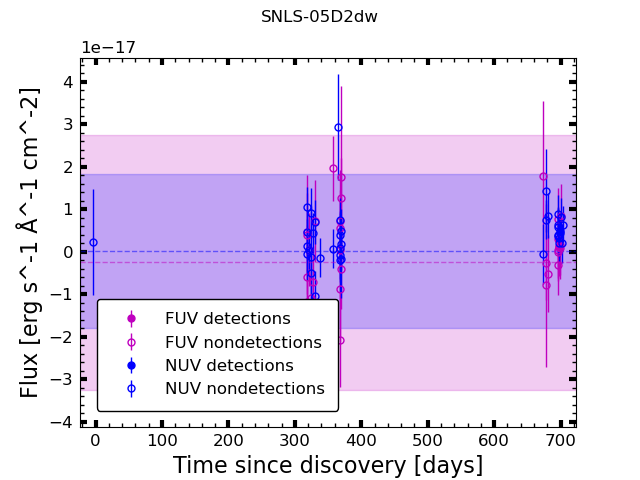 SNLS-05D2dw
1e−17
Flux [erg s^-1 Å^-1 cm^-2]
4
3
2
1
0
−1
−2
−3
−4
FUV detections
FUV nondetections
NUV detections
NUV nondetections
0 100 200 300 400 500 600 700
Time since discovery [days]